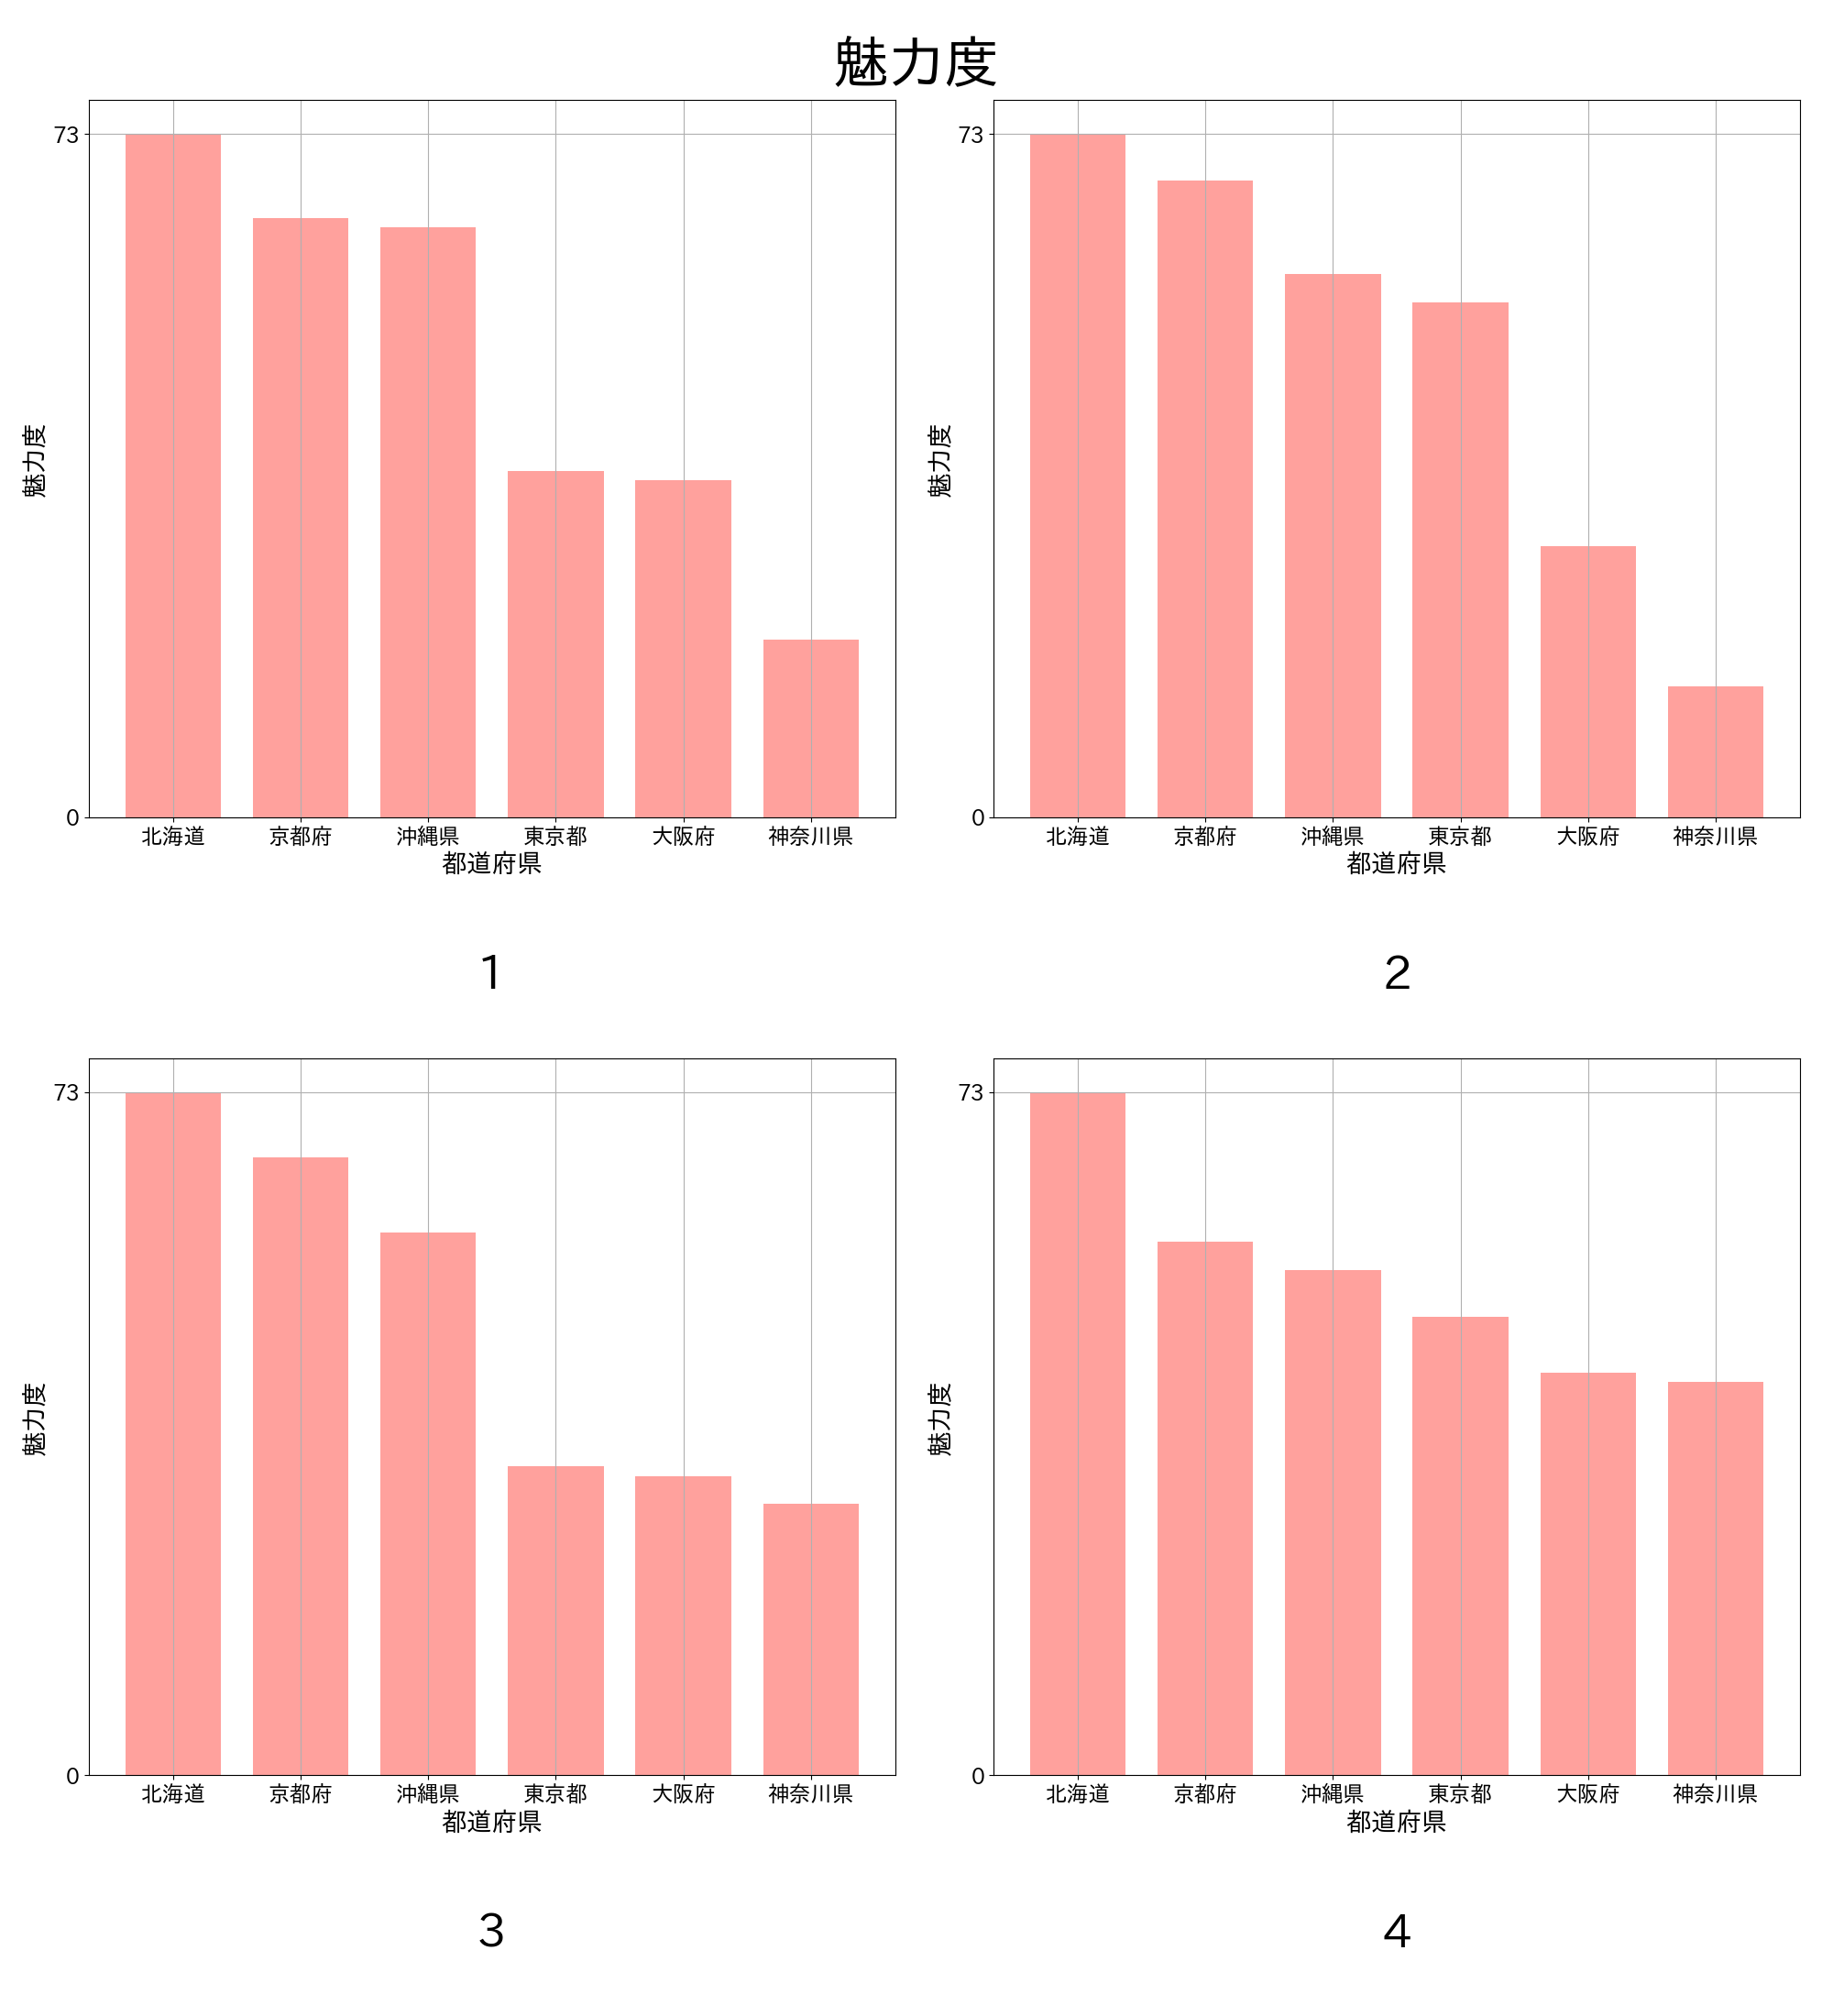 魅力度
73
0
魅力度
北海道 京都府 沖縄県 東京都 大阪府 神奈川県
都道府県
1
73
0
魅力度
北海道 京都府 沖縄県 東京都 大阪府 神奈川県
都道府県
2
73
0
魅力度
北海道 京都府 沖縄県 東京都 大阪府 神奈川県
都道府県
3
73
0
魅力度
北海道 京都府 沖縄県 東京都 大阪府 神奈川県
都道府県
4